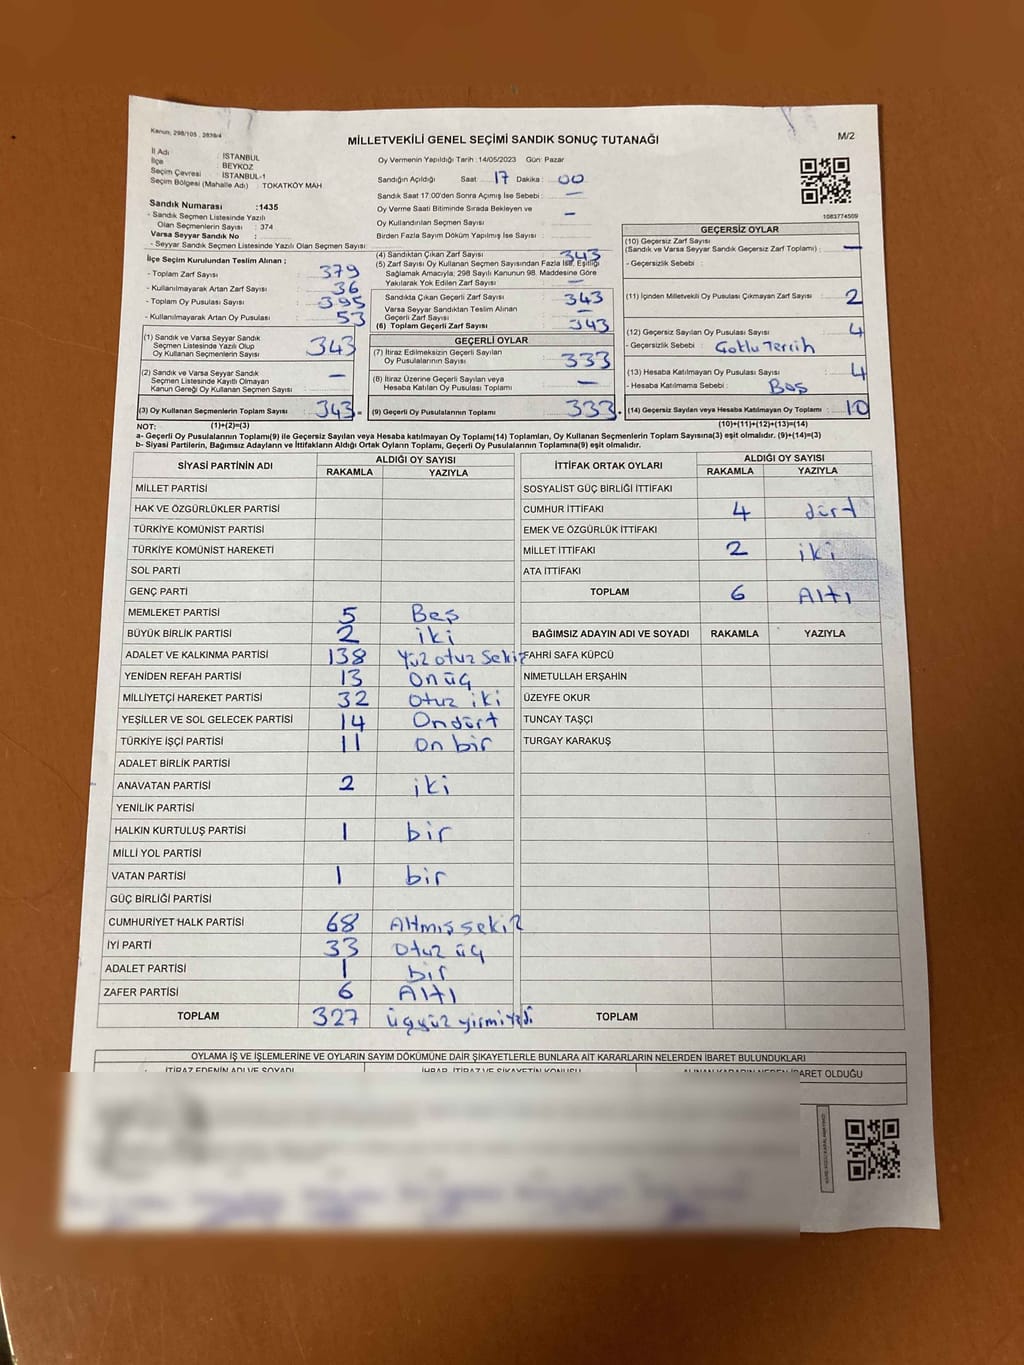 Kanun; 298/105 , 2839/4
MİLLETVEKİLİ GENEL SEÇİMİ SANDIK SONUÇ TUTANAĞI
M/2
İl Adı : İSTANBUL
İlçe : BEYKOZ
Seçim Çevresi : İSTANBUL-1
Seçim Bölgesi (Mahalle Adı) : TOKATKÖY MAH
Sandık Numarası :1435
- Sandık Seçmen Listesinde Yazılı
Olan Seçmenlerin Sayısı : 374
Varsa Seyyar Sandık No :
- Seyyar Sandık Seçmen Listesinde Yazılı Olan Seçmen Sayısı:
İlçe Seçim Kurulundan Teslim Alınan ;
- Toplam Zarf Sayısı : 379
- Kullanılmayarak Artan Zarf Sayısı : 36
- Toplam Oy Pusulası Sayısı : 395
- Kullanılmayarak Artan Oy Pusulası : 53
(1) Sandık ve Varsa Seyyar Sandık
Seçmen Listesinde Yazılı Olup
Oy Kullanan Seçmenlerin Sayısı : 343
(2) Sandık ve Varsa Seyyar Sandık
Seçmen Listesinde Kayıtlı Olmayan
Kanun Gereği Oy Kullanan Seçmen Sayısı : –
(3) Oy Kullanan Seçmenlerin Toplam Sayısı : 343
Oy Vermenin Yapıldığı Tarih :14/05/2023 Gün: Pazar
Sandığın Açıldığı Saat : 17 Dakika : 00
Sandık Saat 17:00'den Sonra Açımış İse Sebebi : –
Oy Verme Saati Bitiminde Sırada Bekleyen ve
Oy Kullandırılan Seçmen Sayısı : –
Birden Fazla Sayım Döküm Yapılmış İse Sayısı :
(4) Sandıktan Çıkan Zarf Sayısı : 343
(5) Zarf Sayısı Oy Kullanan Seçmen Sayısından Fazla İse, Eşitliği
Sağlamak Amacıyla; 298 Sayılı Kanunun 98. Maddesine Göre
Yakılarak Yok Edilen Zarf Sayısı : –
Sandıkta Çıkan Geçerli Zarf Sayısı : 343
Varsa Seyyar Sandıktan Teslim Alınan
Geçerli Zarf Sayısı : –
(6) Toplam Geçerli Zarf Sayısı : 343
GEÇERLİ OYLAR
(7) İtiraz Edilmeksizin Geçerli Sayılan
Oy Pusulalarının Sayısı : 333
(8) İtiraz Üzerine Geçerli Sayılan veya
Hesaba Katılan Oy Pusulası Toplamı : –
(9) Geçerli Oy Pusulalarının Toplamı : 333
1083774509
GEÇERSİZ OYLAR
(10) Geçersiz Zarf Sayısı
(Sandık ve Varsa Seyyar Sandık Geçersiz Zarf Toplamı) : –
- Geçersizlik Sebebi :
(11) İçinden Milletvekili Oy Pusulası Çıkmayan Zarf Sayısı : 2
(12) Geçersiz Sayılan Oy Pusulası Sayısı : 4
- Geçersizlik Sebebi : Çoklu Tercih
(13) Hesaba Katılmayan Oy Pusulası Sayısı : 4
- Hesaba Katılmama Sebebi : Boş
(14) Geçersiz Sayılan veya Hesaba Katılmayan Oy Toplamı : 10
NOT: (1)+(2)=(3) (10)+(11)+(12)+(13)=(14)
a- Geçerli Oy Pusulalarının Toplamı(9) ile Geçersiz Sayılan veya Hesaba katılmayan Oy Toplamı(14) Toplamları, Oy Kullanan Seçmenlerin Toplam Sayısına(3) eşit olmalıdır. (9)+(14)=(3)
b- Siyasi Partilerin, Bağımsız Adayların ve İttifakların Aldığı Ortak Oyların Toplamı, Geçerli Oy Pusulalarının Toplamına(9) eşit olmalıdır.
SİYASİ PARTİNİN ADI ALDIĞI OY SAYISI
RAKAMLA YAZIYLA
MİLLET PARTİSİ
HAK VE ÖZGÜRLÜKLER PARTİSİ
TÜRKİYE KOMÜNİST PARTİSİ
TÜRKİYE KOMÜNİST HAREKETİ
SOL PARTİ
GENÇ PARTİ
MEMLEKET PARTİSİ 5 Beş
BÜYÜK BİRLİK PARTİSİ 2 iki
ADALET VE KALKINMA PARTİSİ 138 Yüz otuz sekiz
YENİDEN REFAH PARTİSİ 13 On üç
MİLLİYETÇİ HAREKET PARTİSİ 32 Otuz iki
YEŞİLLER VE SOL GELECEK PARTİSİ 14 Ondört
TÜRKİYE İŞÇİ PARTİSİ 11 On bir
ADALET BİRLİK PARTİSİ
ANAVATAN PARTİSİ 2 iki
YENİLİK PARTİSİ
HALKIN KURTULUŞ PARTİSİ 1 bir
MİLLİ YOL PARTİSİ
VATAN PARTİSİ 1 bir
GÜÇ BİRLİĞİ PARTİSİ
CUMHURİYET HALK PARTİSİ 68 Altmış sekiz
İYİ PARTİ 33 Otuz üç
ADALET PARTİSİ 1 bir
ZAFER PARTİSİ 6 Altı
TOPLAM 327 üçyüz yirmi yedi
İTTİFAK ORTAK OYLARI ALDIĞI OY SAYISI
RAKAMLA YAZIYLA
SOSYALİST GÜÇ BİRLİĞİ İTTİFAKI
CUMHUR İTTİFAKI 4 dört
EMEK VE ÖZGÜRLÜK İTTİFAKI
MİLLET İTTİFAKI 2 iki
ATA İTTİFAKI
TOPLAM 6 Altı
BAĞIMSIZ ADAYIN ADI VE SOYADI RAKAMLA YAZIYLA
FAHRİ SAFA KÜPCÜ
NİMETULLAH ERŞAHİN
ÜZEYFE OKUR
TUNCAY TAŞÇI
TURGAY KARAKUŞ
TOPLAM
OYLAMA İŞ VE İŞLEMLERİNE VE OYLARIN SAYIM DÖKÜMÜNE DAİR ŞİKAYETLERLE BUNLARA AİT KARARLARIN NELERDEN İBARET BULUNDUKLARI
İTİRAZ EDENİN ADI VE SOYADI İHBAR, İTİRAZ VE ŞİKAYETİN KONUSU ALINAN KARARIN NEDEN İBARET OLDUĞU